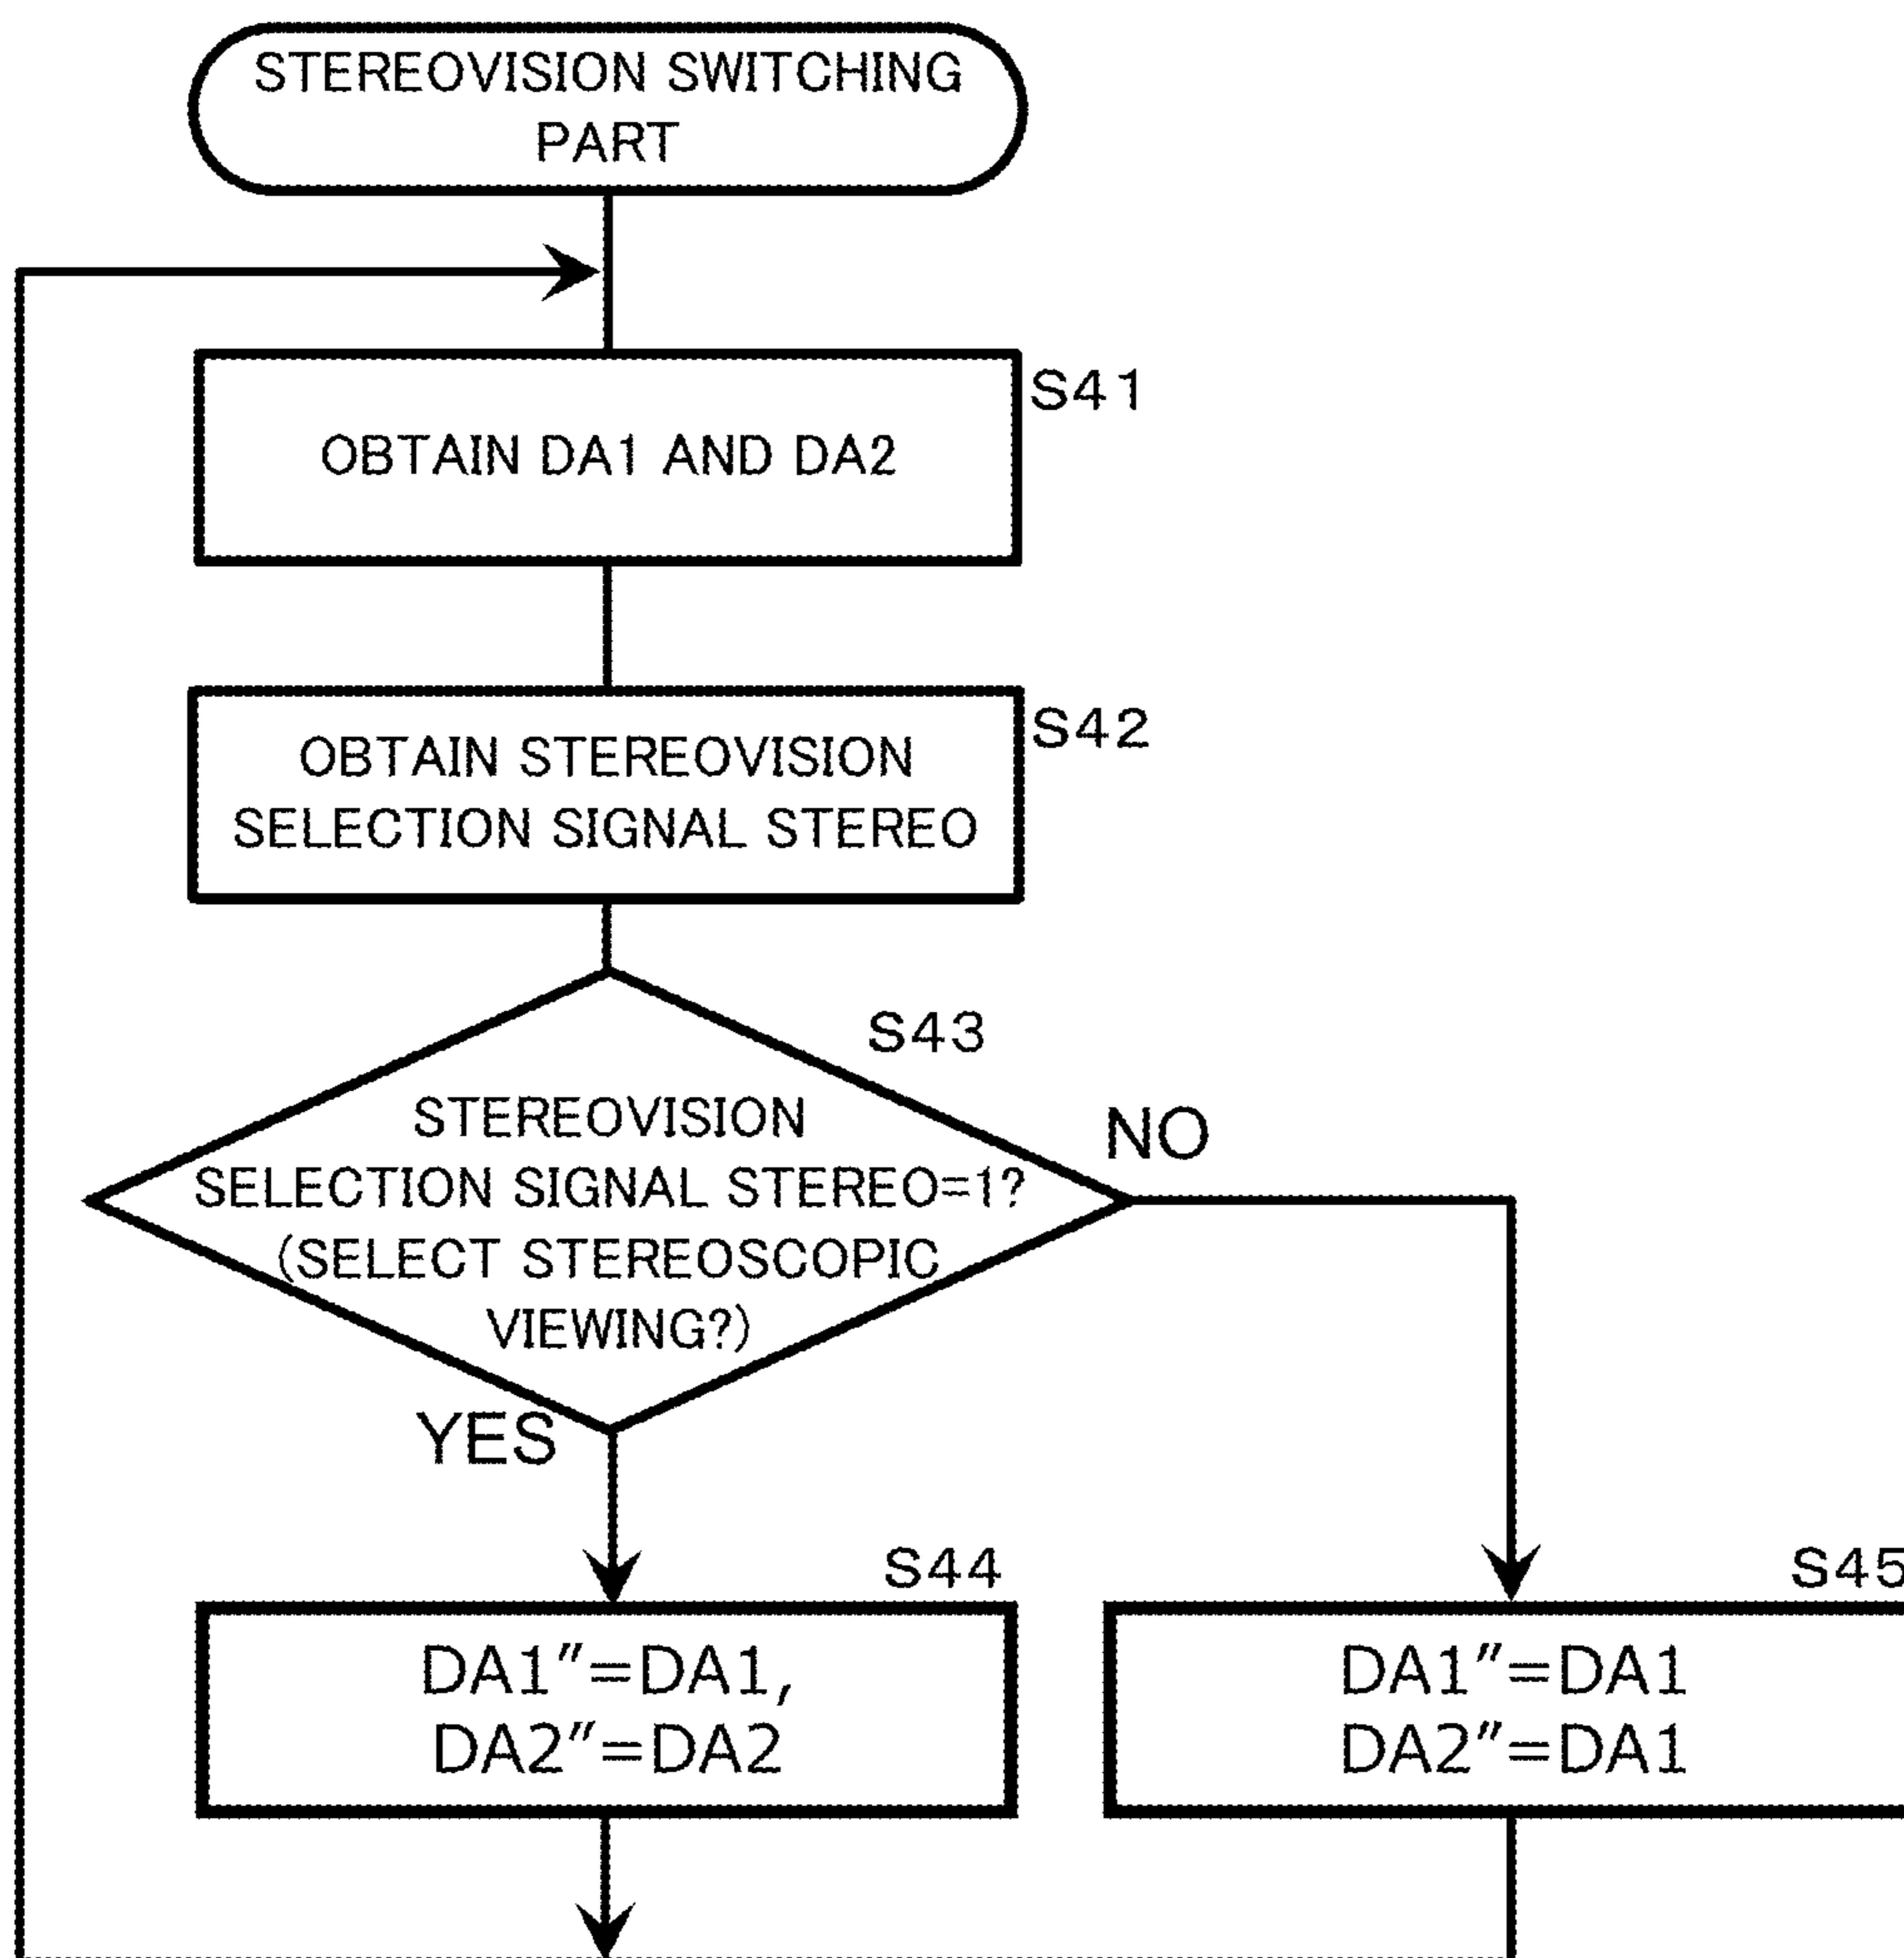 STEREOVISION SWITCHING
PART
S41
OBTAIN DA1 AND DA2
S42
OBTAIN STEREOVISION
SELECTION SIGNAL STEREO
S43
STEREOVISION
SELECTION SIGNAL STEREO=1?
(SELECT STEREOSCOPIC
VIEWING?)
NO
YES
S44
DA1″=DA1,
DA2″=DA2
S45
DA1″=DA1
DA2″=DA1